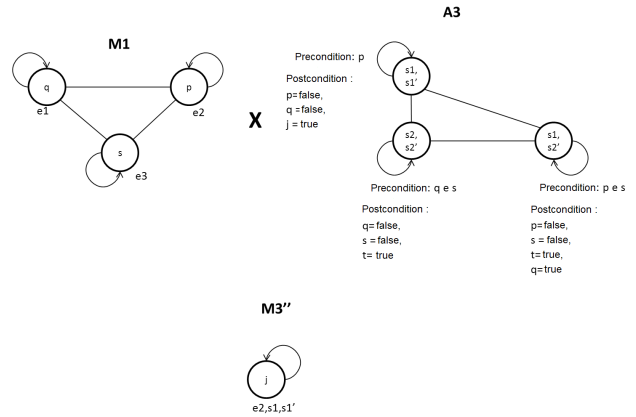 M1
q
p
e1
e2
s
e3
X
A3
Precondition: p
Postcondition :
p=false,
q =false,
j = true
s1,
s1'
s2,
s2'
s1,
s2'
Precondition: q e s
Postcondition :
q= false,
s = false,
t= true
Precondition: p e s
Postcondition :
p=false,
s = false,
t=true,
q=true
M3''
j
e2,s1,s1'